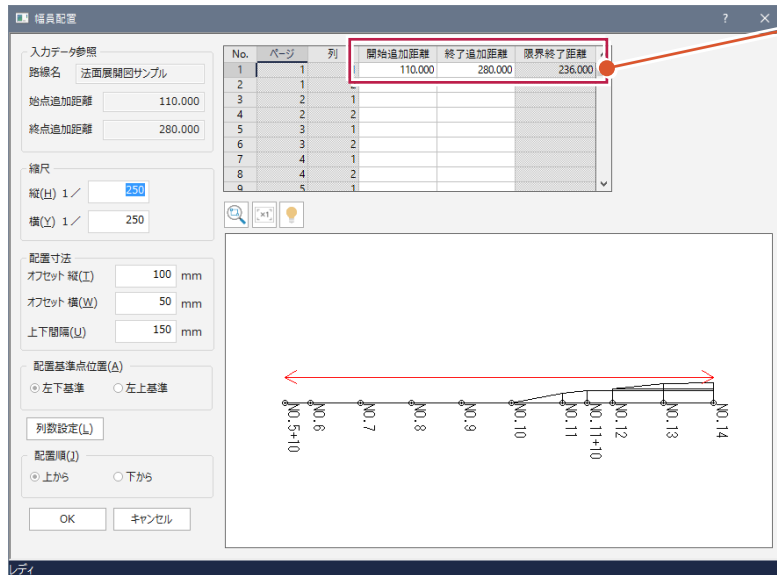 幅員配置
? ×
入力データ参照
路線名 法面展開図サンプル
始点追加距離 110.000
終点追加距離 280.000
縮尺
縦(H) 1／ 250
横(Y) 1／ 250
配置寸法
オフセット 縦(T) 100 mm
オフセット 横(W) 50 mm
上下間隔(U) 150 mm
配置基準点位置(A)
左下基準 左上基準
列数設定(L)
配置順(J)
上から 下から
OK キャンセル
No. ページ 列 開始追加距離 終了追加距離 限界終了距離
1 1 1 110.000 280.000 236.000
2 1 2
3 2 1
4 2 2
5 3 1
6 3 2
7 4 1
8 4 2
9 5 1
×1
NO.5+10
NO.6
NO.7
NO.8
NO.9
NO.10
NO.11
NO.11+10
NO.12
NO.13
NO.14
レディ